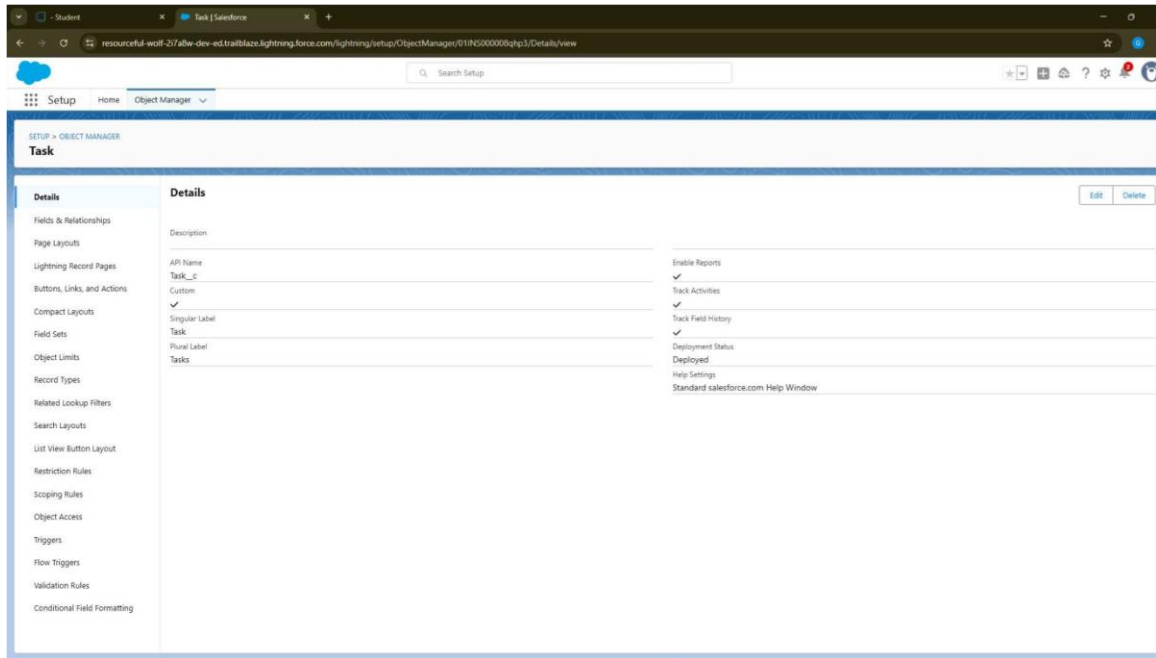 - Student
Task | Salesforce
resourceful-wolf-2i7a8w-dev-ed.trailblaze.lightning.force.com/lightning/setup/ObjectManager/01INS000008qhp3/Details/view
Search Setup
Setup Home Object Manager
SETUP > OBJECT MANAGER
Task
Details
Fields & Relationships
Page Layouts
Lightning Record Pages
Buttons, Links, and Actions
Compact Layouts
Field Sets
Object Limits
Record Types
Related Lookup Filters
Search Layouts
List View Button Layout
Restriction Rules
Scoping Rules
Object Access
Triggers
Flow Triggers
Validation Rules
Conditional Field Formatting
Details
Edit Delete
Description
API Name
Task__c
Custom
Singular Label
Task
Plural Label
Tasks
Enable Reports
Track Activities
Track Field History
Deployment Status
Deployed
Help Settings
Standard salesforce.com Help Window